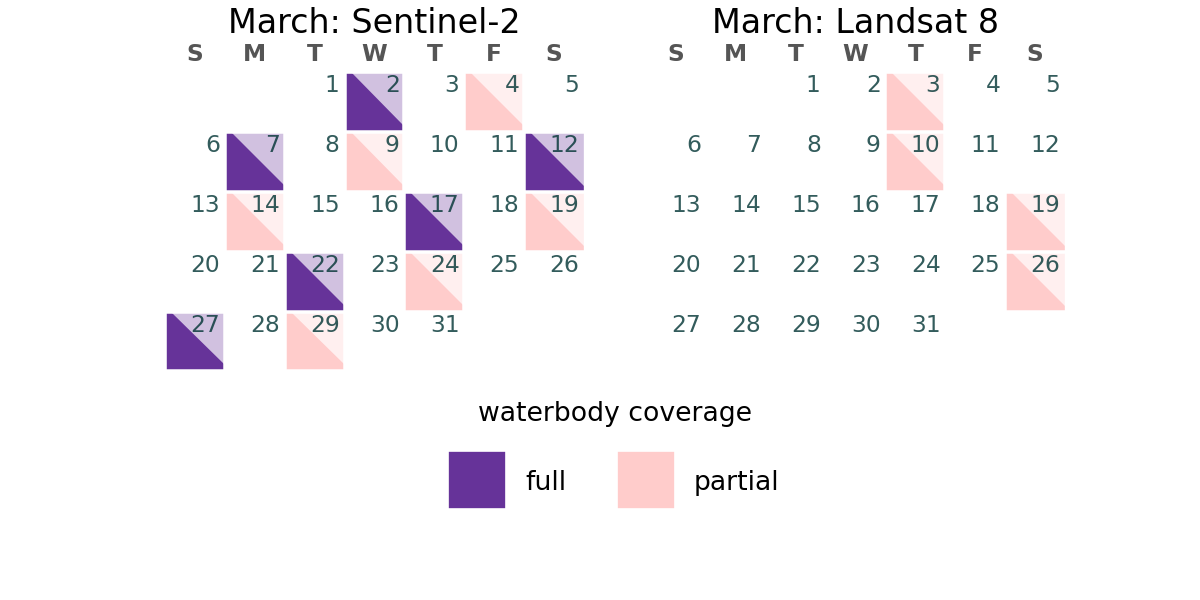 March: Sentinel-2
S M T W T F S
1 2 3 4 5
6 7 8 9 10 11 12
13 14 15 16 17 18 19
20 21 22 23 24 25 26
27 28 29 30 31
March: Landsat 8
S M T W T F S
1 2 3 4 5
6 7 8 9 10 11 12
13 14 15 16 17 18 19
20 21 22 23 24 25 26
27 28 29 30 31
waterbody coverage
full partial